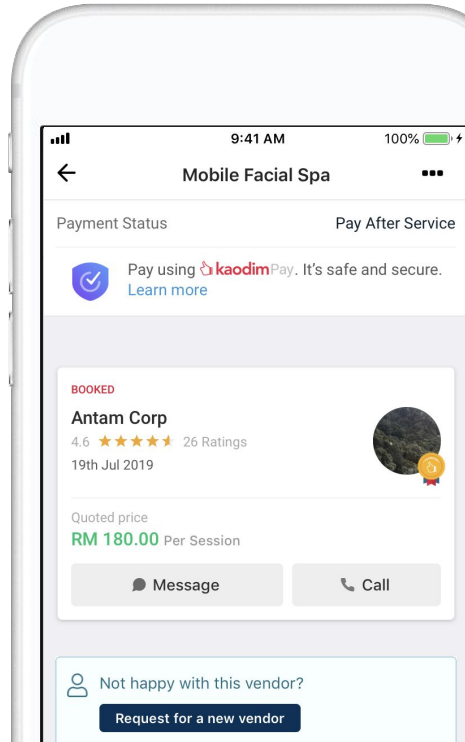 9:41 AM
100%
Mobile Facial Spa
Payment Status
Pay After Service
Pay using kaodimPay. It's safe and secure.
Learn more
BOOKED
Antam Corp
4.6 26 Ratings
19th Jul 2019
Quoted price
RM 180.00 Per Session
Message
Call
Not happy with this vendor?
Request for a new vendor